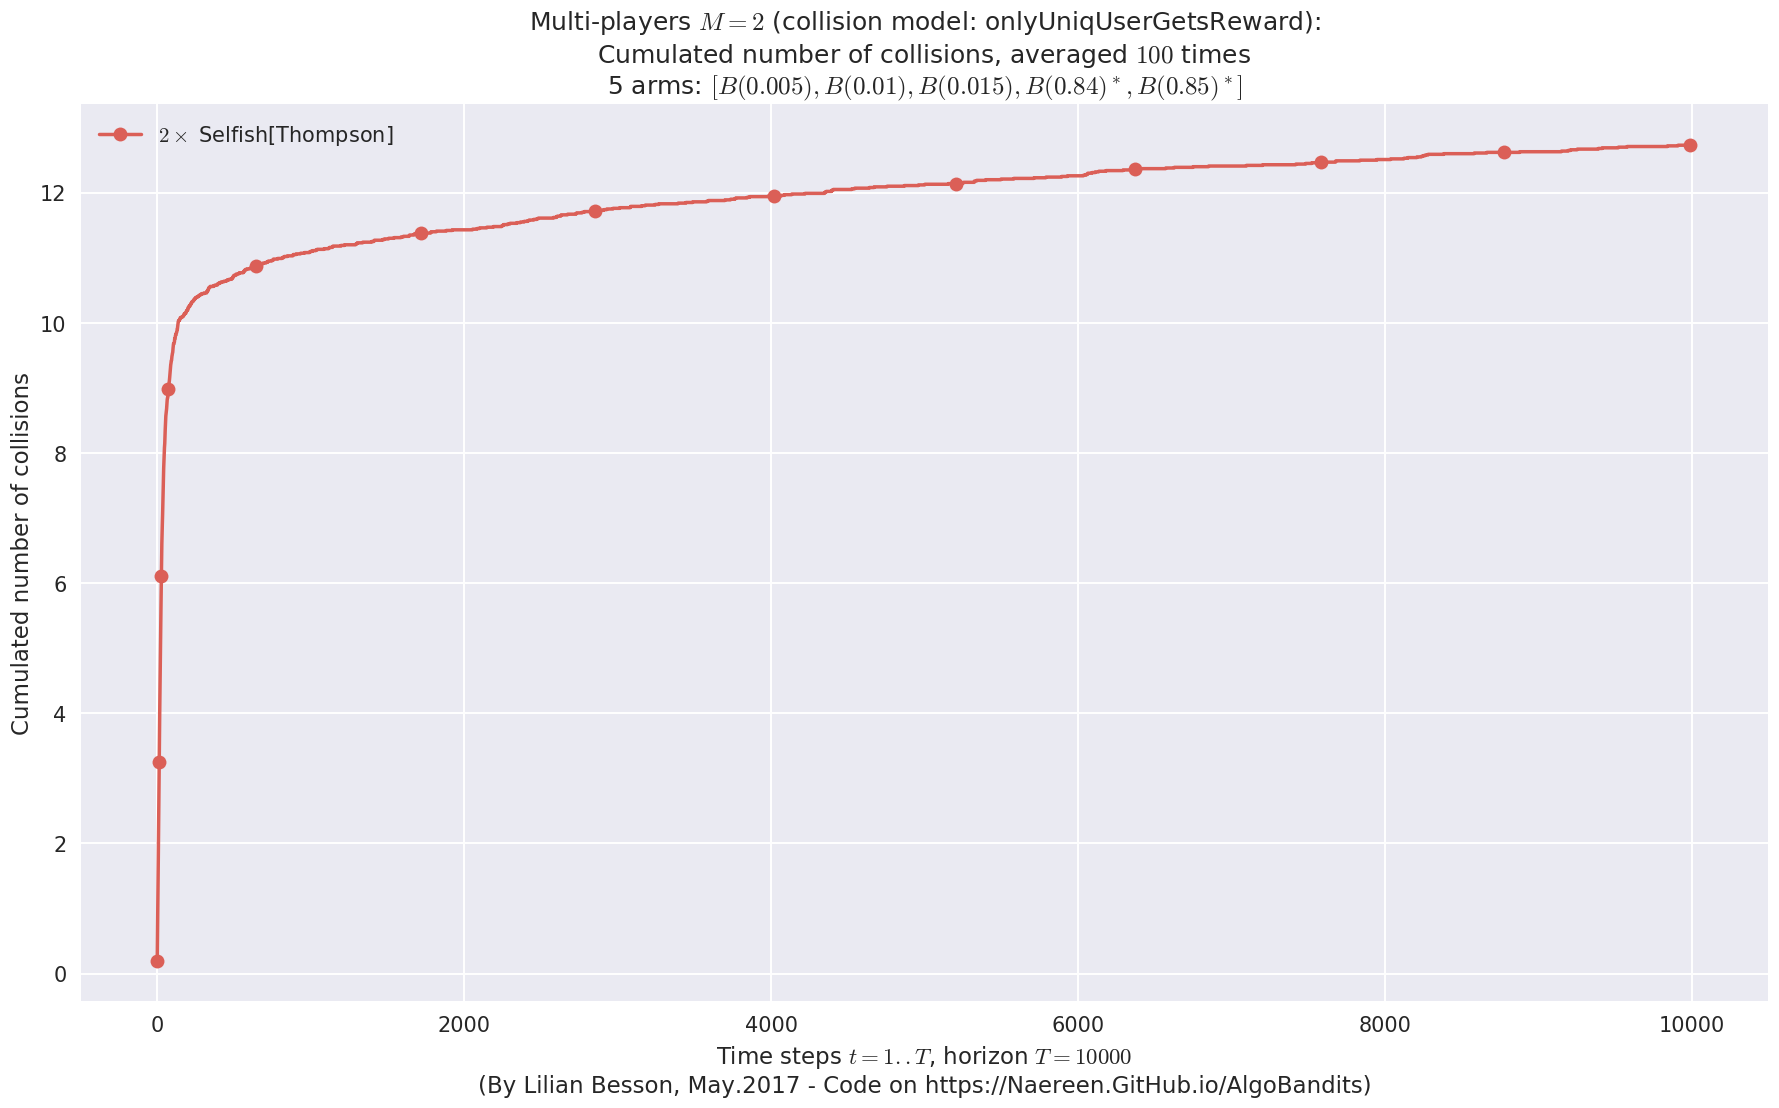 Multi-players M = 2 (collision model: onlyUniqUserGetsReward):
Cumulated number of collisions, averaged 100 times
5 arms: [B(0.005), B(0.01), B(0.015), B(0.84)*, B(0.85)*]
2 × Selfish[Thompson]
Cumulated number of collisions
12
10
8
6
4
2
0
0 2000 4000 6000 8000 10000
Time steps t = 1..T, horizon T = 10000
(By Lilian Besson, May.2017 - Code on https://Naereen.GitHub.io/AlgoBandits)